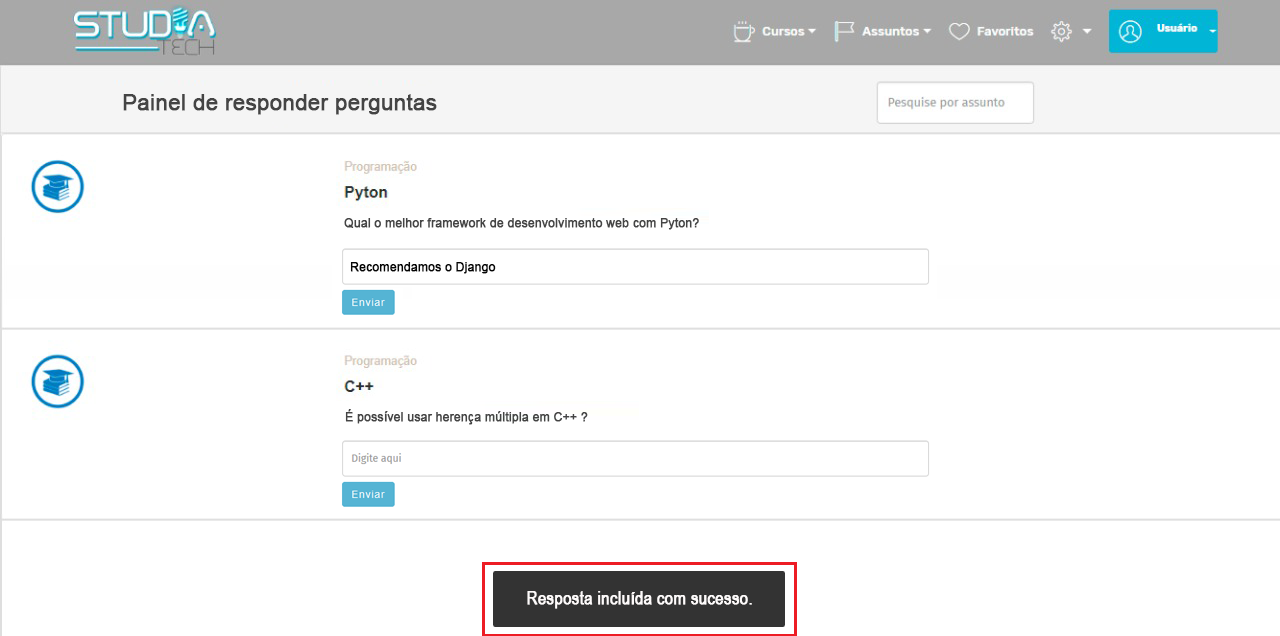 STUDIA
TECH
Cursos
Assuntos
Favoritos
Usuário
Painel de responder perguntas
Pesquise por assunto
Programação
Pyton
Qual o melhor framework de desenvolvimento web com Pyton?
Recomendamos o Django
Enviar
Programação
C++
É possível usar herença múltipla em C++ ?
Digite aqui
Enviar
Resposta incluída com sucesso.